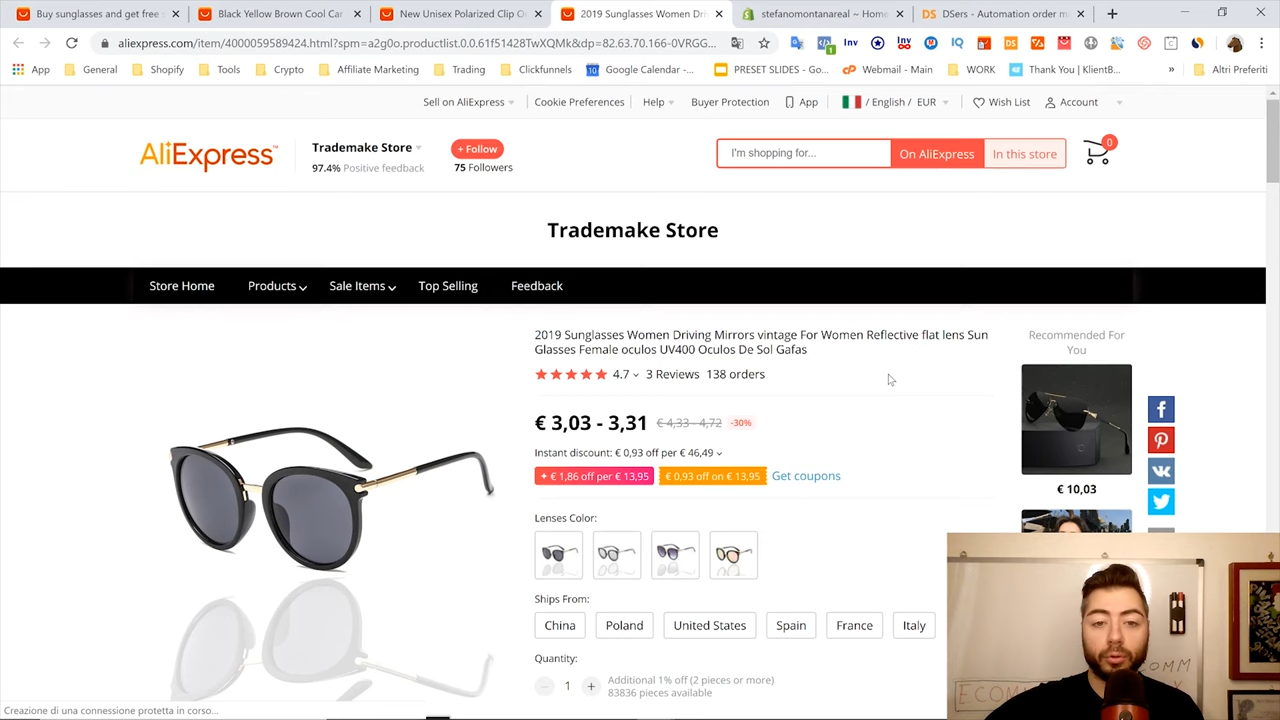 Buy sunglasses and get free s
Black Yellow Brown Cool Car
New Unisex Polarized Clip O
2019 Sunglasses Women Driv
stefanomontanareal ~ Home
DSers - Automation order m
aliexpress.com/item/4000059589424.html?spm=a2g0o.productlist.0.0.61f51428TwXQMk&dp=82.63.70.166-0VRGG...
App
General
Shopify
Tools
Crypto
Affiliate Marketing
Trading
Clickfunnels
Google Calendar -...
PRESET SLIDES - Go...
Webmail - Main
WORK
Thank You | KlientB...
»
Altri Preferiti
Sell on AliExpress
Cookie Preferences
Help
Buyer Protection
App
/ English / EUR
Wish List
Account
AliExpress™
Trademake Store
97.4% Positive feedback
+ Follow
75 Followers
I'm shopping for...
On AliExpress
In this store
0
Trademake Store
Store Home
Products
Sale Items
Top Selling
Feedback
2019 Sunglasses Women Driving Mirrors vintage For Women Reflective flat lens Sun
Glasses Female oculos UV400 Oculos De Sol Gafas
4.7
3 Reviews
138 orders
€ 3,03 - 3,31
€ 4,33 - 4,72
-30%
Instant discount: € 0,93 off per € 46,49
+ € 1,86 off per € 13,95
€ 0,93 off on € 13,95
Get coupons
Lenses Color:
Ships From:
China
Poland
United States
Spain
France
Italy
Quantity:
1
Additional 1% off (2 pieces or more)
83836 pieces available
Recommended For
You
€ 10,03
Creazione di una connessione protetta in corso...